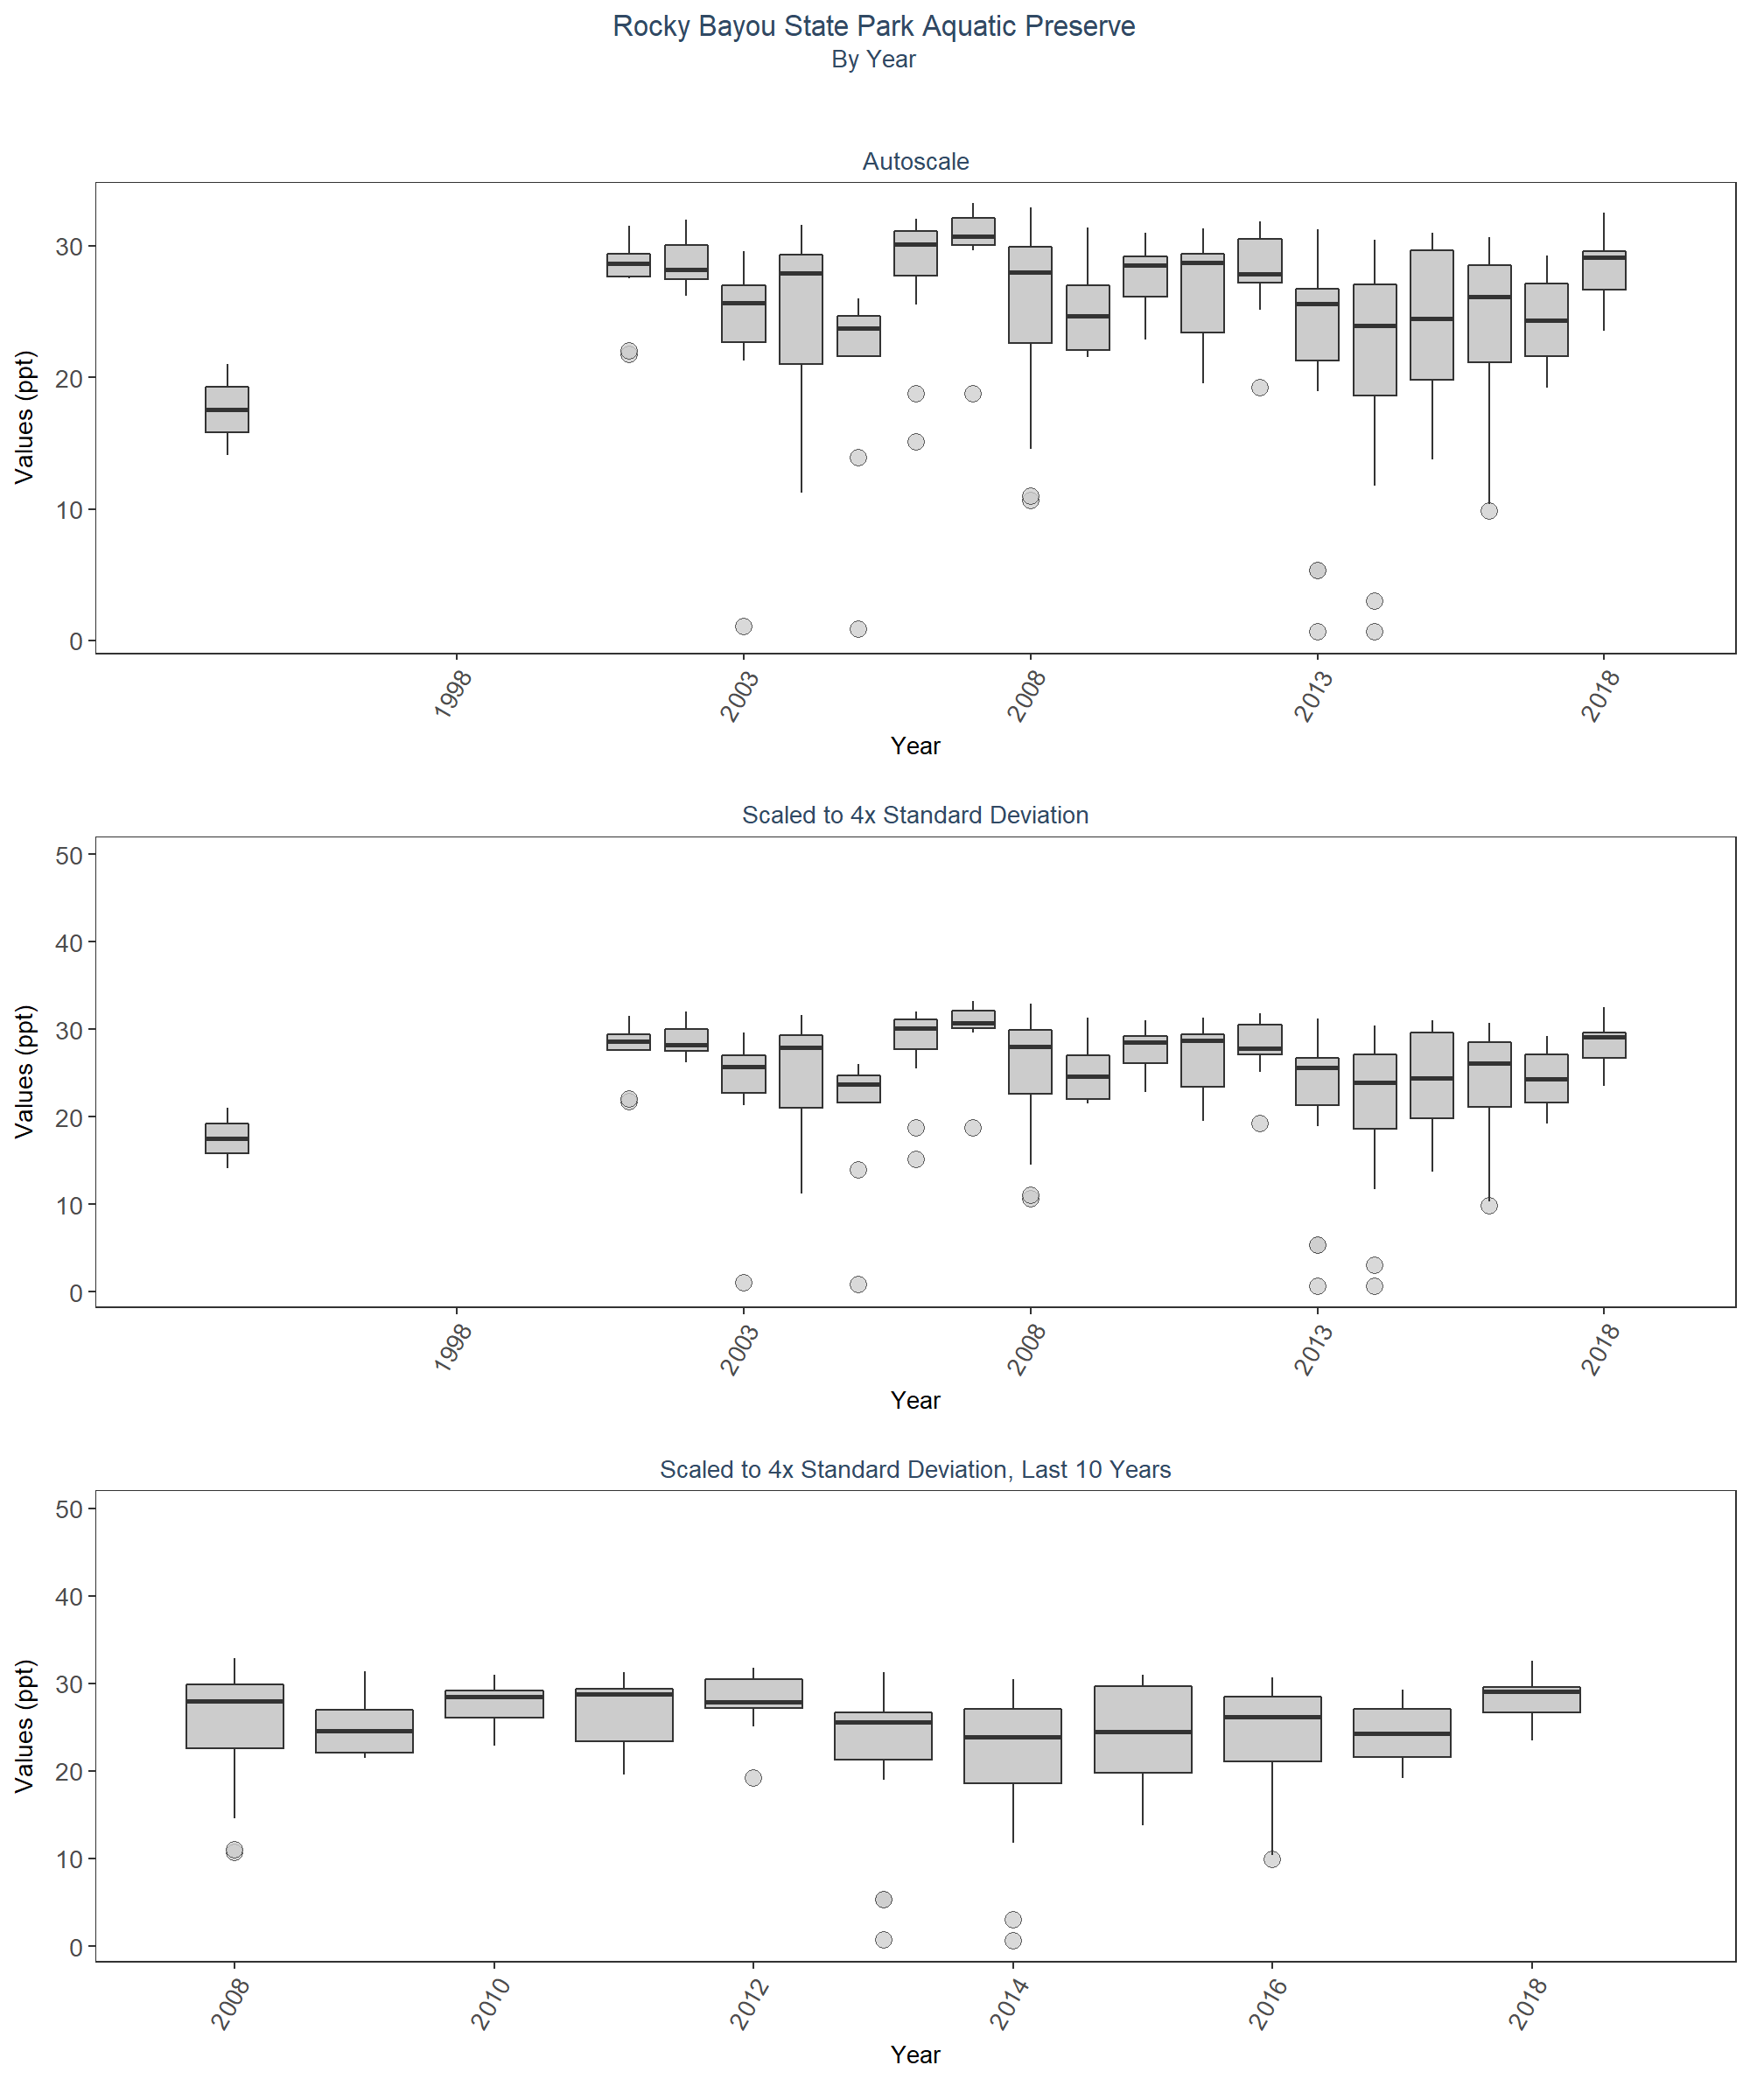 Rocky Bayou State Park Aquatic Preserve
By Year
Autoscale
Values (ppt)
30
20
10
0
1998
2003
2008
2013
2018
Year
Scaled to 4x Standard Deviation
Values (ppt)
50
40
30
20
10
0
1998
2003
2008
2013
2018
Year
Scaled to 4x Standard Deviation, Last 10 Years
Values (ppt)
50
40
30
20
10
0
2008
2010
2012
2014
2016
2018
Year